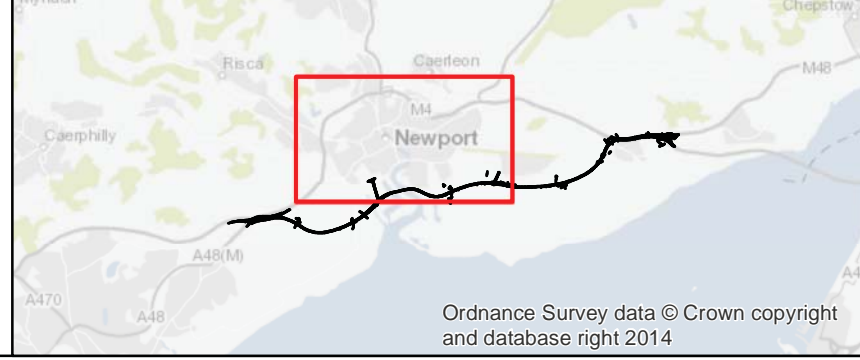 Chepstow
Caerleon
Risca
M48
M4
Caerphilly
Newport
A48(M)
A470
A48
Ordnance Survey data © Crown copyright
and database right 2014